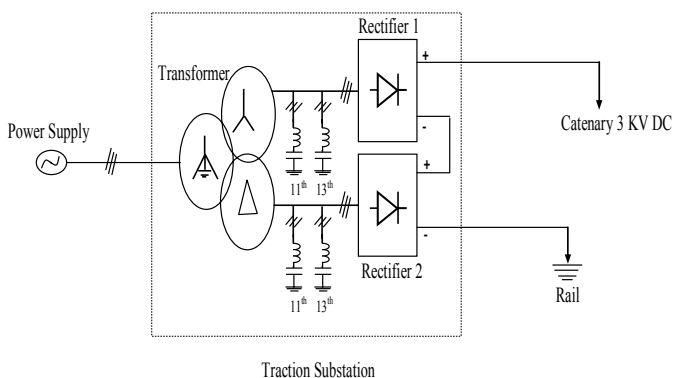 Rectifier 1
Transformer
+
-
Power Supply
Catenary 3 KV DC
11th 13th
+
-
Rectifier 2
11th 13th
Rail
Traction Substation